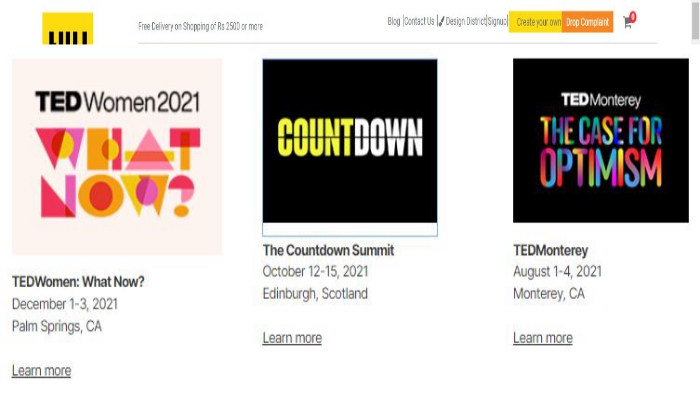 Free Delivery on Shopping of Rs 2500 or more
Blog |Contact Us | Design District|Signup| Create your own Drop Complaint 0
TEDWomen2021
WHAT
NOW?
TEDWomen: What Now?
December 1-3, 2021
Palm Springs, CA
Learn more
COUNTDOWN
The Countdown Summit
October 12-15, 2021
Edinburgh, Scotland
Learn more
TEDMonterey
THE CASE FOR
OPTIMISM
TEDMonterey
August 1-4, 2021
Monterey, CA
Learn more